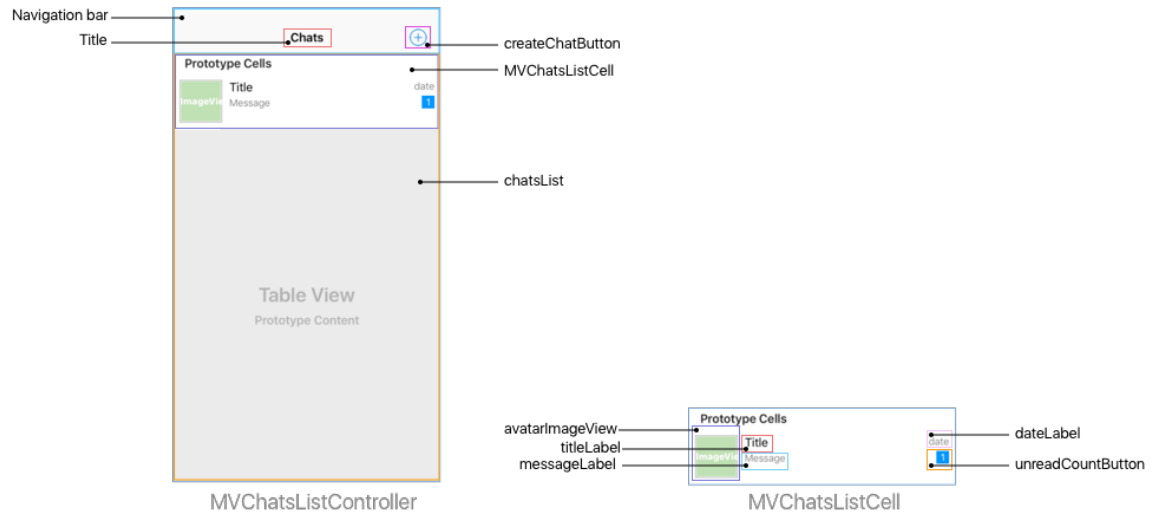 Navigation bar
Title
Chats
createChatButton
Prototype Cells
MVChatsListCell
Title
date
ImageVie
Message
1
chatsList
Table View
Prototype Content
MVChatsListController
Prototype Cells
avatarImageView
titleLabel
messageLabel
Title
date
ImageVie
Message
1
dateLabel
unreadCountButton
MVChatsListCell